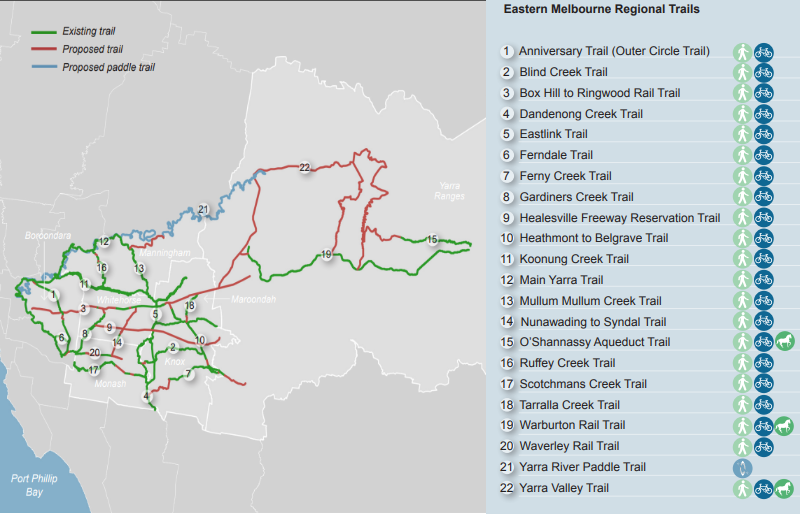 Existing trail
Proposed trail
Proposed paddle trail
22
Yarra
Ranges
21
15
Boroondara
12
Manningham
19
16
13
11
1
Whitehorse
Maroondah
3
18
5
9
6
8
14
10
2
20
Knox
17
7
Monash
4
Port Phillip
Bay
Eastern Melbourne Regional Trails
1 Anniversary Trail (Outer Circle Trail)
2 Blind Creek Trail
3 Box Hill to Ringwood Rail Trail
4 Dandenong Creek Trail
5 Eastlink Trail
6 Ferndale Trail
7 Ferny Creek Trail
8 Gardiners Creek Trail
9 Healesville Freeway Reservation Trail
10 Heathmont to Belgrave Trail
11 Koonung Creek Trail
12 Main Yarra Trail
13 Mullum Mullum Creek Trail
14 Nunawading to Syndal Trail
15 O'Shannassy Aqueduct Trail
16 Ruffey Creek Trail
17 Scotchmans Creek Trail
18 Tarralla Creek Trail
19 Warburton Rail Trail
20 Waverley Rail Trail
21 Yarra River Paddle Trail
22 Yarra Valley Trail